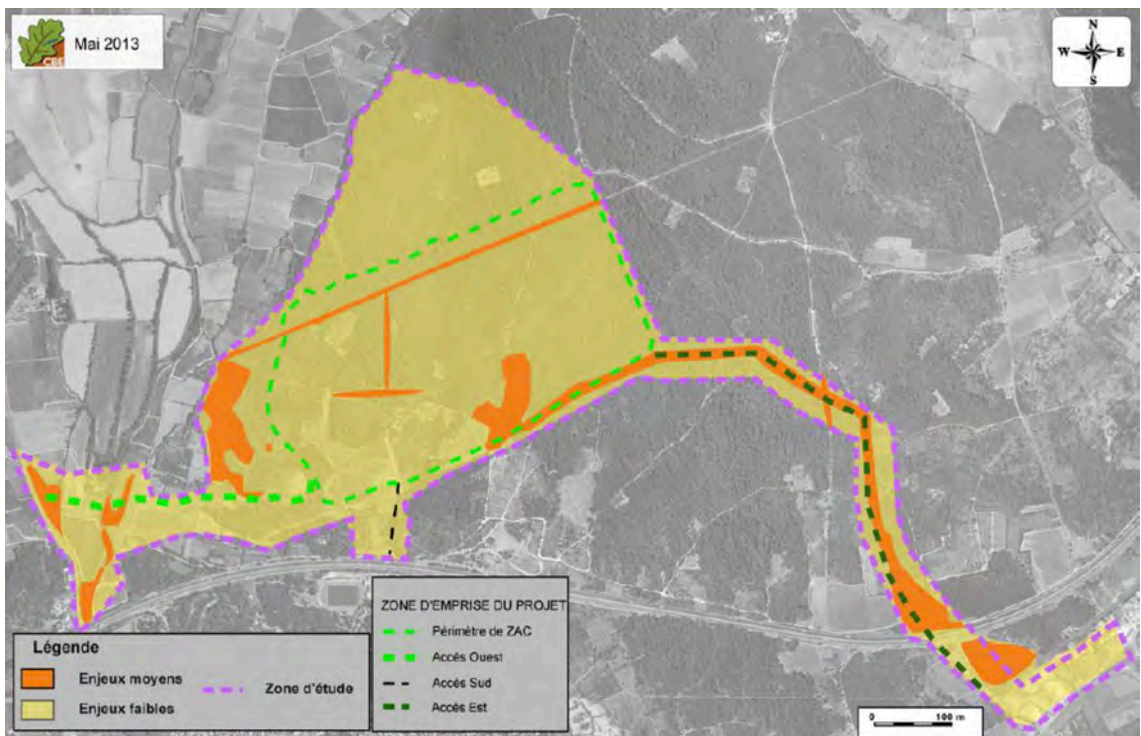 CBE
Mai 2013
N
W E
S
Légende
Enjeux moyens
Enjeux faibles
Zone d'étude
ZONE D'EMPRISE DU PROJET
Périmètre de ZAC
Accès Ouest
Accès Sud
Accès Est
0 100 m